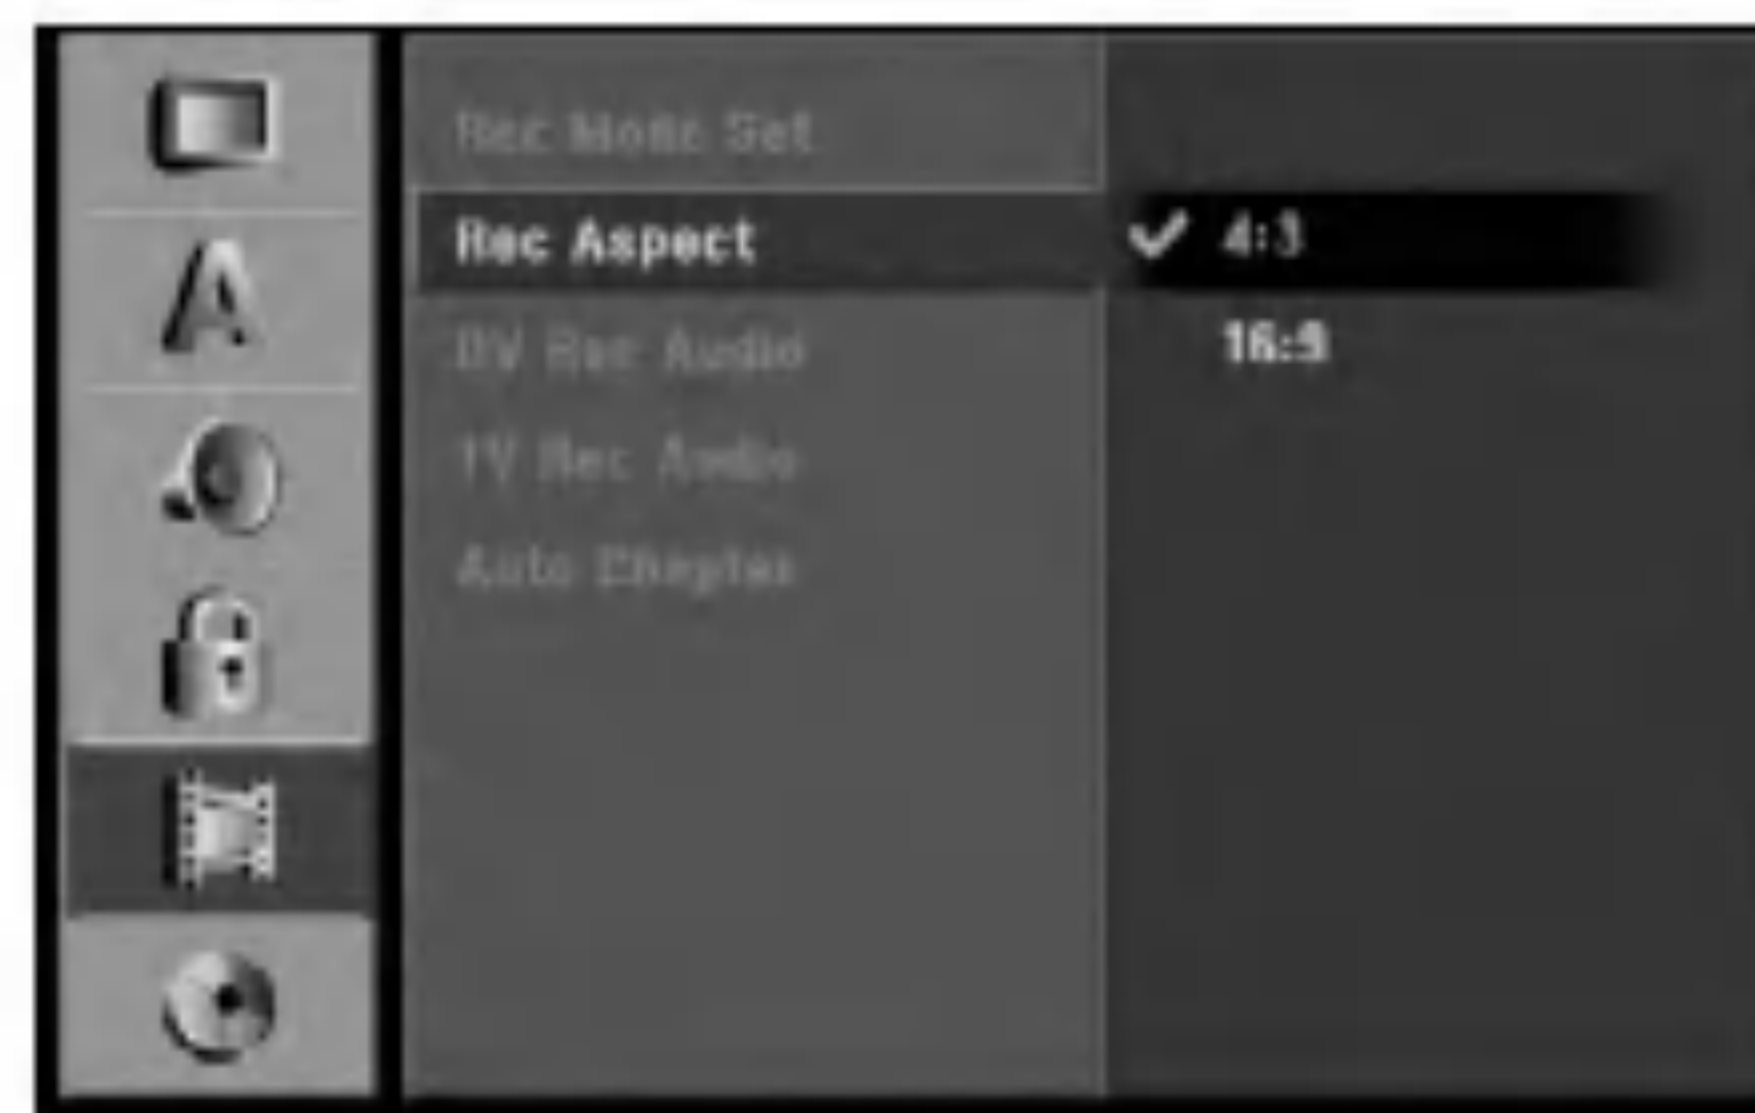 Rec Mode Set
Rec Aspect
4:3
DV Rec Audio
16:9
TV Rec Audio
Auto Chapter